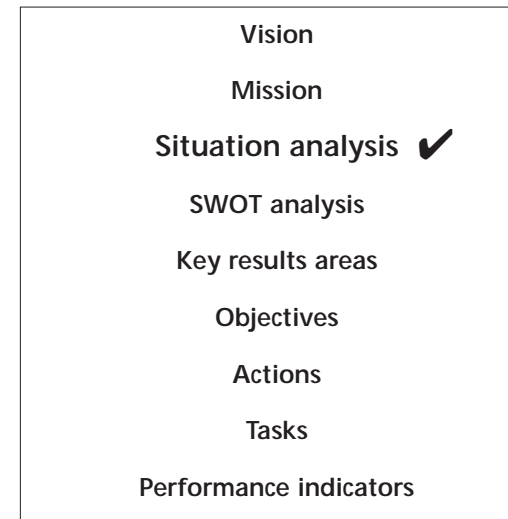 Vision
Mission
Situation analysis ✔
SWOT analysis
Key results areas
Objectives
Actions
Tasks
Performance indicators